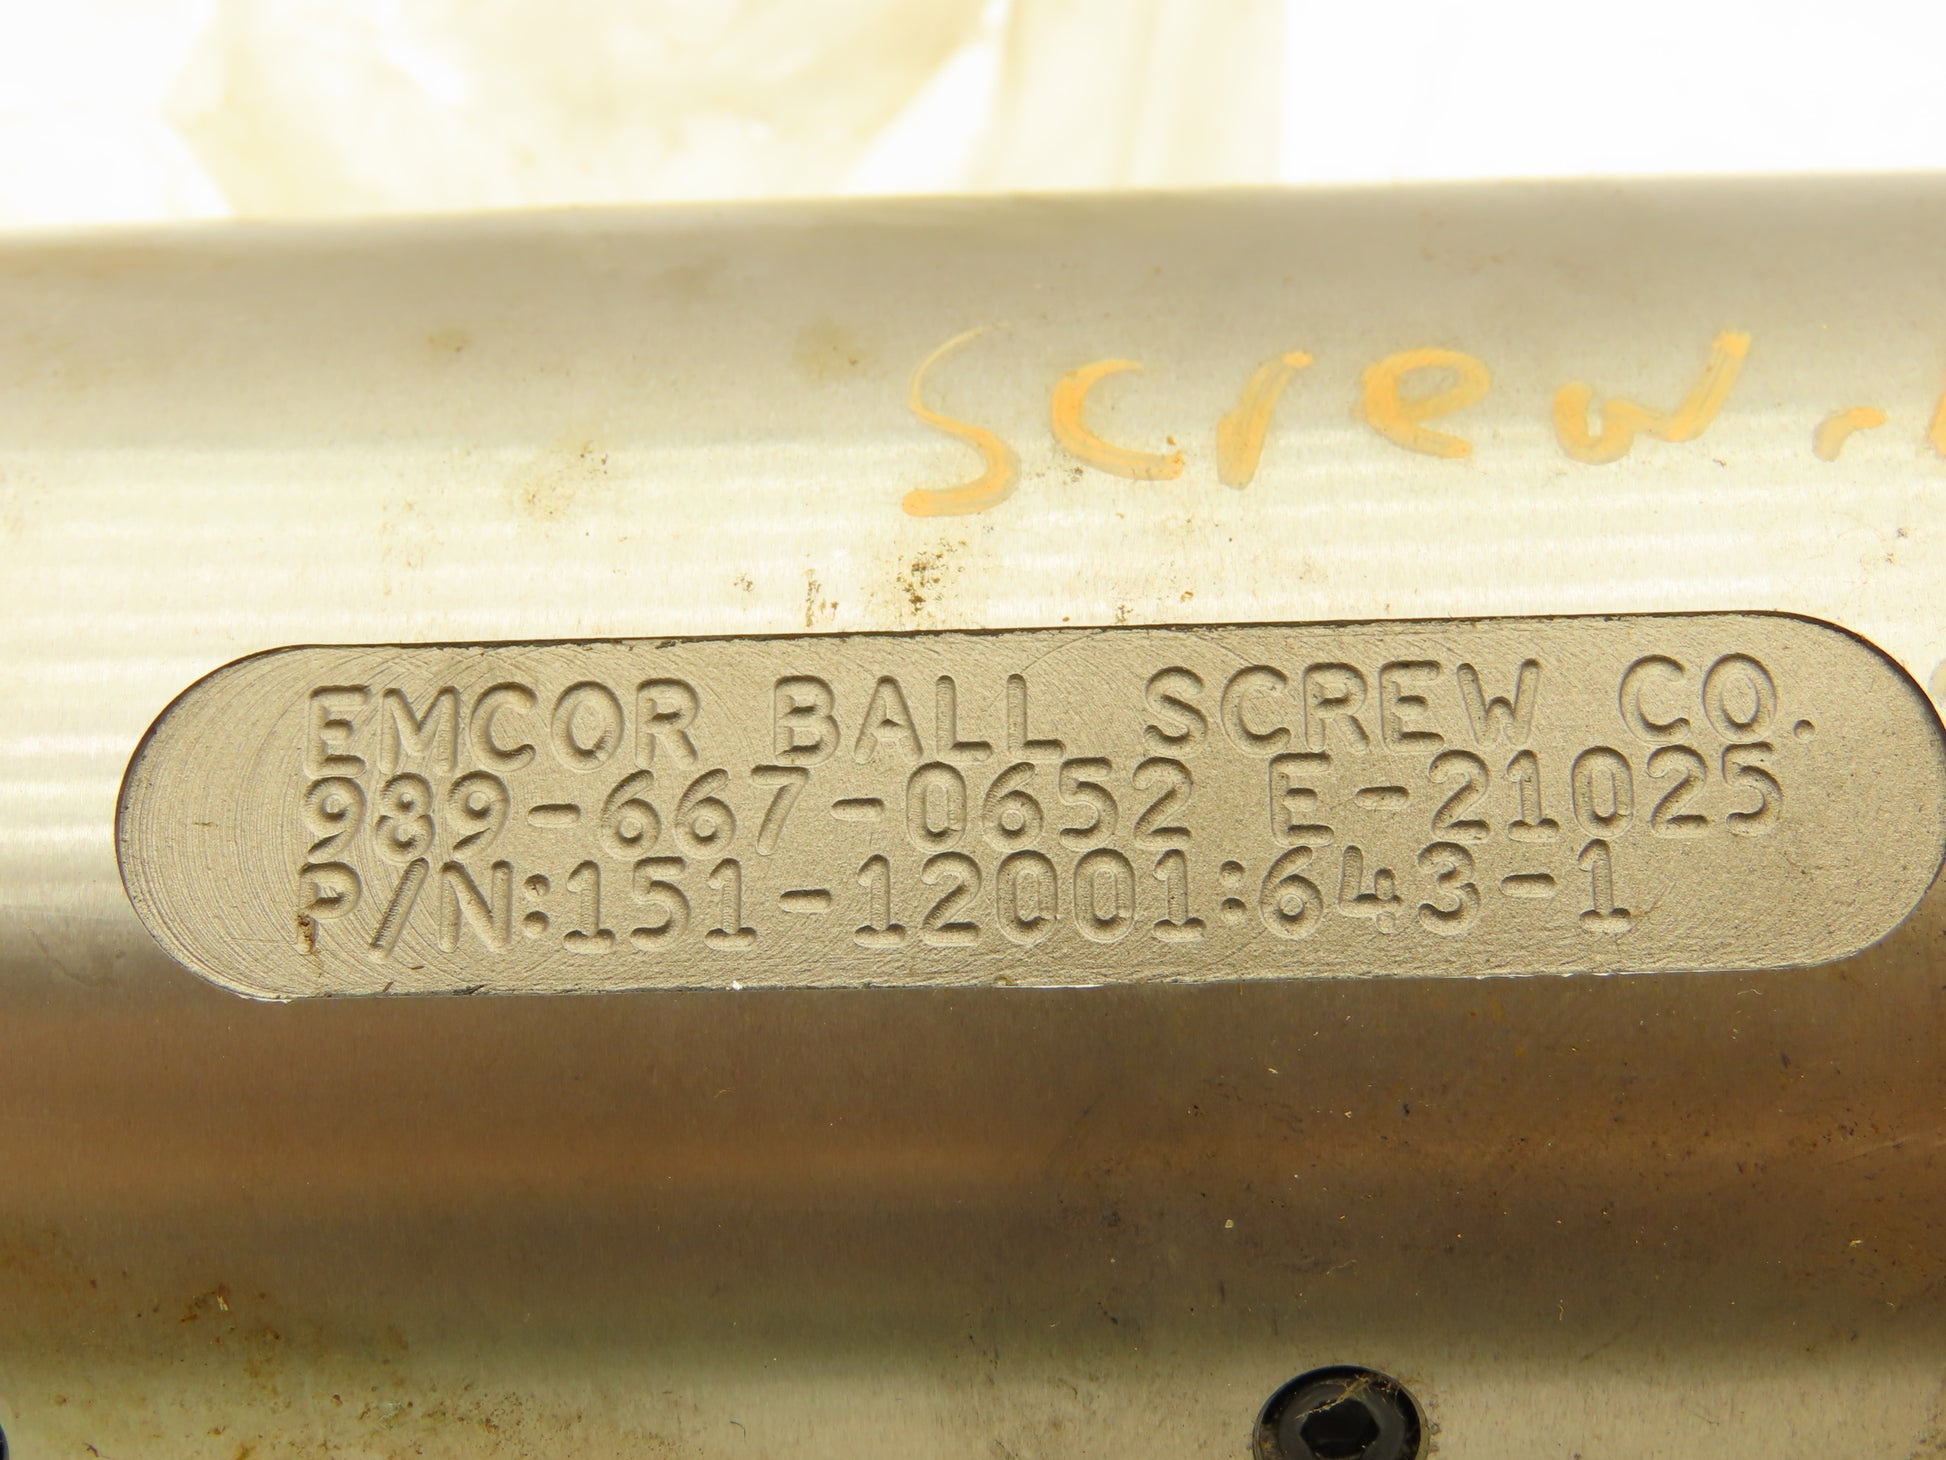 Screw
EMCOR BALL SCREW CO.
989-667-0652 E-21025
P/N:151-12001:643-1